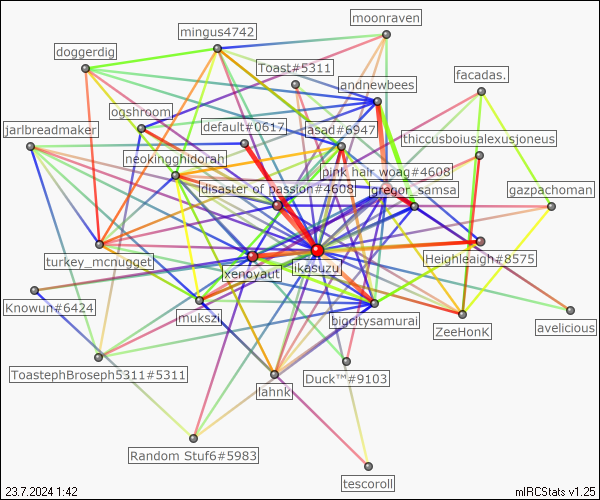 moonraven
mingus4742
doggerdig
Toast#5311
facadas.
andnewbees
ogshroom
default#0617
jarlbreadmaker
asad#6947
thiccusboiusalexusjoneus
neokingghidorah
pink hair woag#4608
disaster of passion#4608
gregor_samsa
gazpachoman
turkey_mcnugget
xenoyaut
ikasuzu
Heighleaigh#8575
Knowun#6424
mukszi
bigcitysamurai
ZeeHonK
avelicious
ToastephBroseph5311#5311
lahnk
Duck™#9103
Random Stuf6#5983
tescoroll
23.7.2024 1:42
mIRCStats v1.25